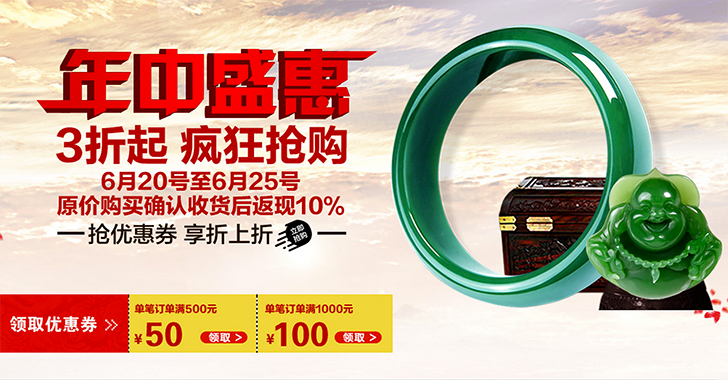 年中盛惠
3折起 疯狂抢购
6月20号至6月25号
原价购买确认收货后返现10%
抢优惠券 享折上折 立即抢购
领取优惠券 >>
单笔订单满500元
¥50 领取 >
单笔订单满1000元
¥100 领取 >